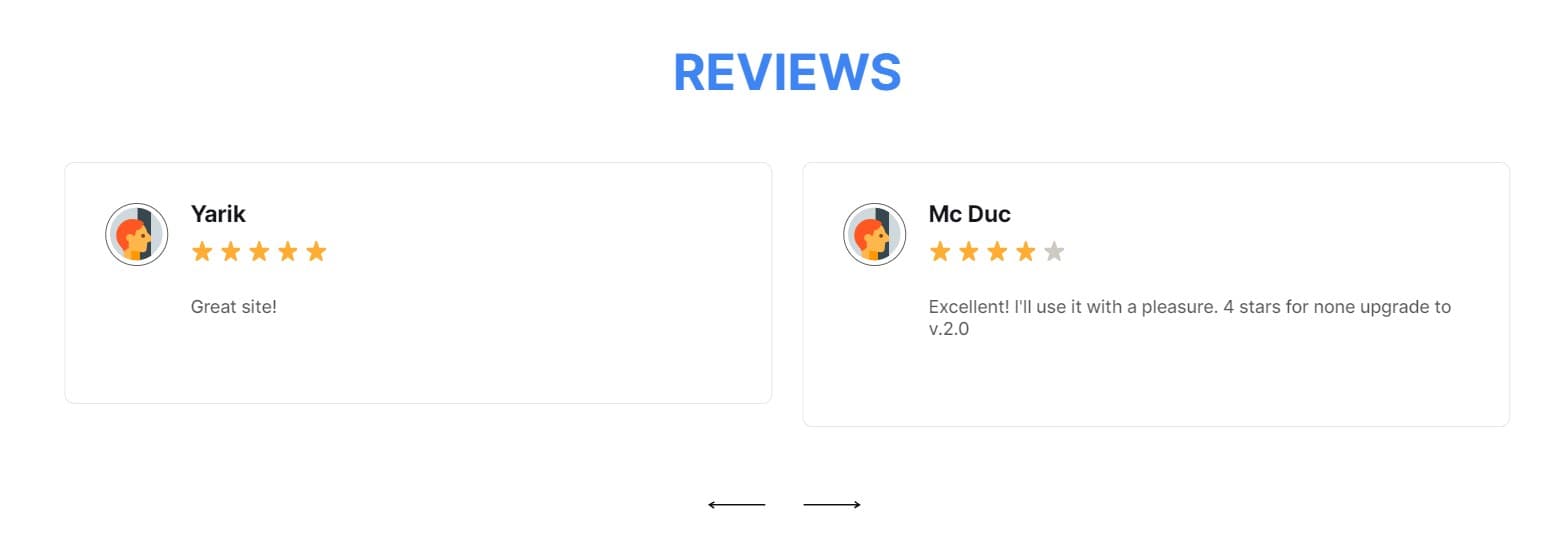 REVIEWS
Yarik
Great site!
Mc Duc
Excellent! I'll use it with a pleasure. 4 stars for none upgrade to
v.2.0